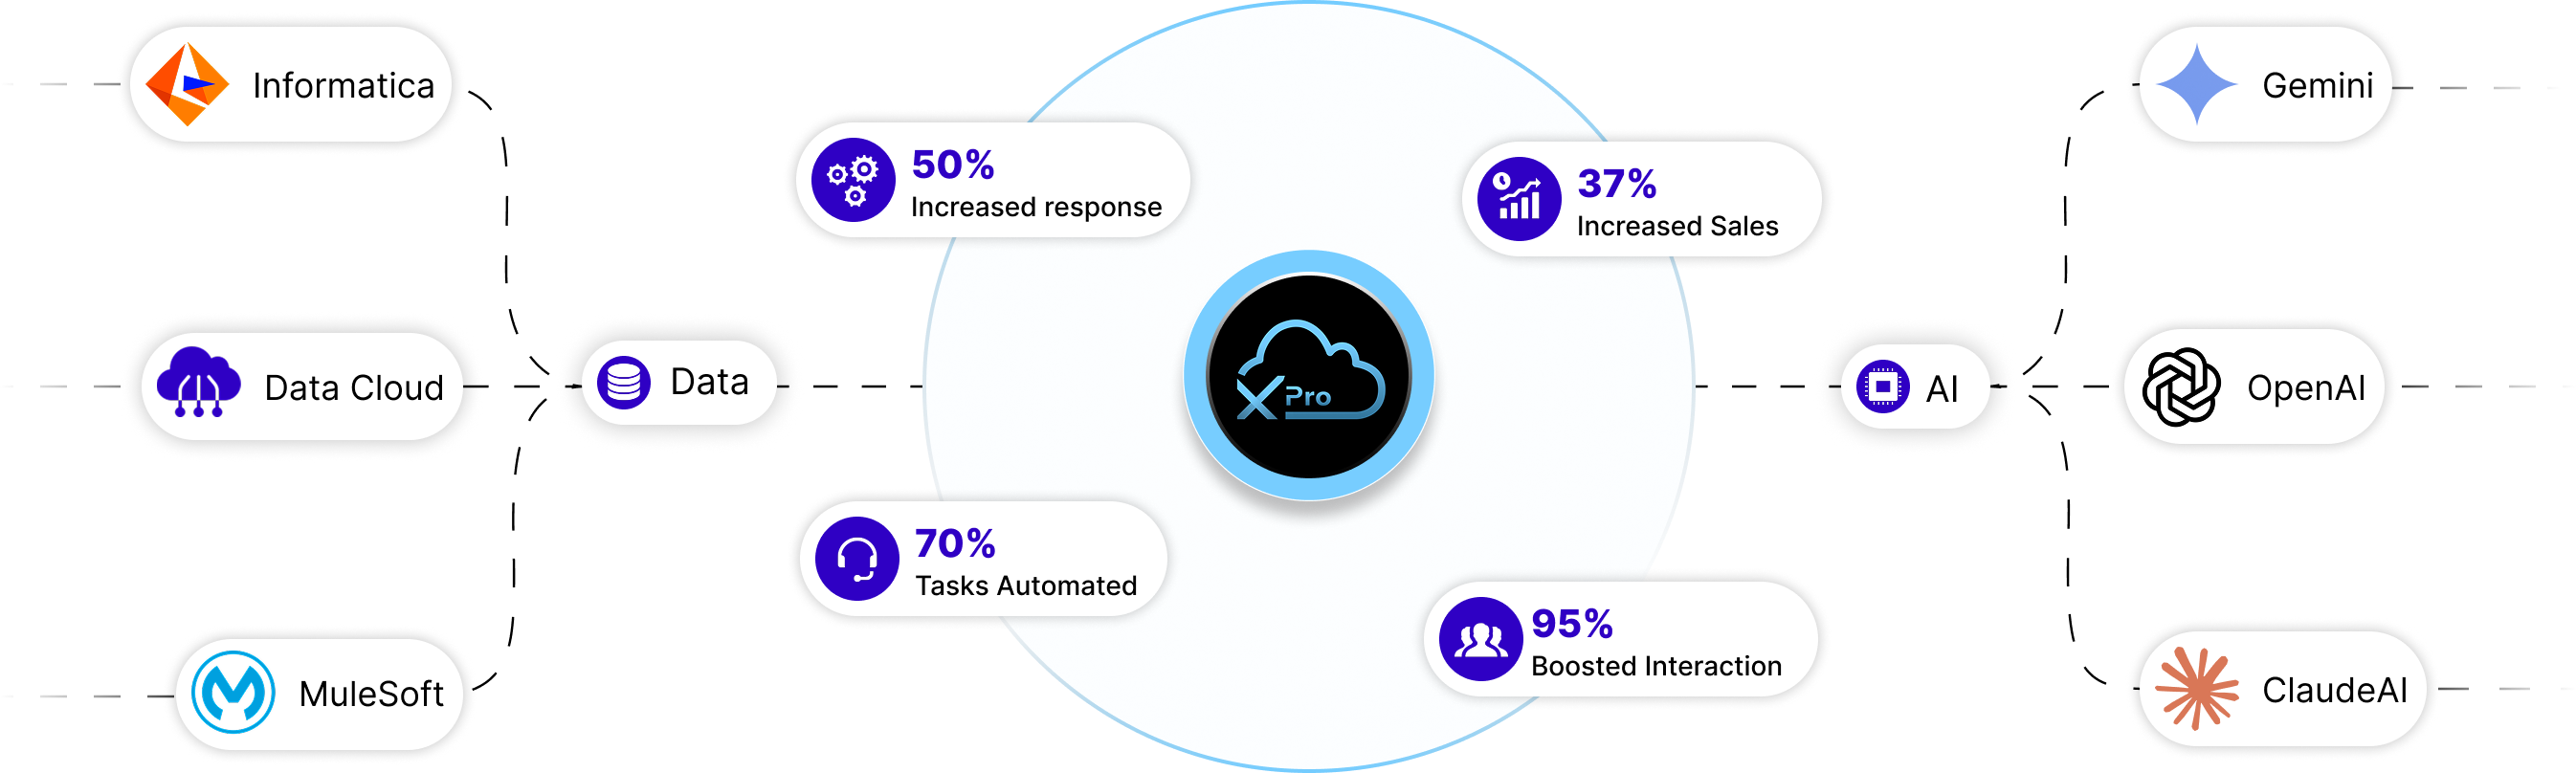 Informatica
Data Cloud
MuleSoft
Data
50%
Increased response
70%
Tasks Automated
X Pro
37%
Increased Sales
95%
Boosted Interaction
AI
Gemini
OpenAI
ClaudeAI